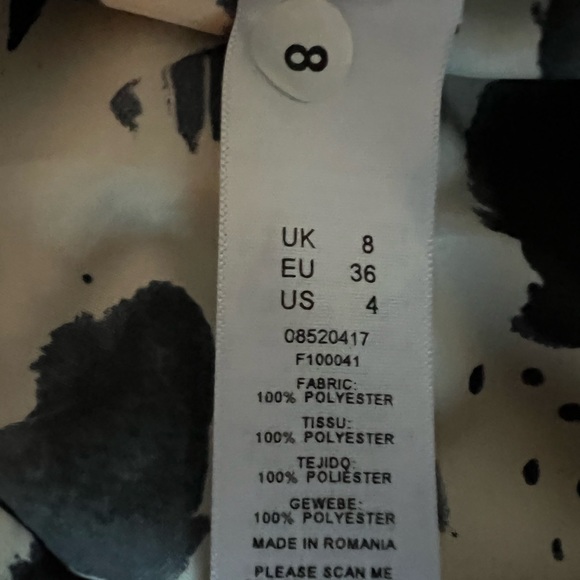 8
UK 8
EU 36
US 4
08520417
F100041
FABRIC:
100% POLYESTER
TISSU:
100% POLYESTER
TEJIDO:
100% POLIÉSTER
GEWEBE:
100% POLYESTER
MADE IN ROMANIA
PLEASE SCAN ME